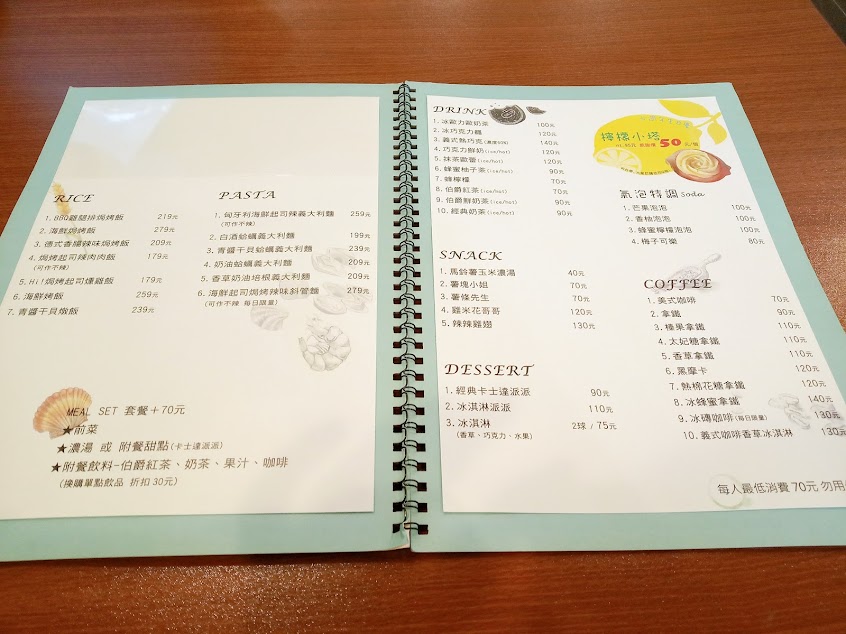 RICE
1. BBQ雞腿排焗烤飯 219元
2. 海鮮焗烤飯 279元
3. 德式香腸辣味焗烤飯 209元
4. 焗烤起司辣肉肉飯 179元
(可作不辣)
5. Hi!焗烤起司燻雞飯 179元
6. 海鮮烤飯 259元
7. 青醬干貝燉飯 239元
MEAL SET 套餐+70元
★前菜
★濃湯 或 附餐甜點(卡士達派派)
★附餐飲料-伯爵紅茶、奶茶、果汁、咖啡
(換購單點飲品 折扣30元)
PASTA
1. 匈牙利海鮮起司辣義大利麵 259元
(可作不辣)
2. 白酒蛤蠣義大利麵 199元
3. 青醬干貝蛤蠣義大利麵 239元
4. 奶油蛤蠣義大利麵 209元
5. 香草奶油培根義大利麵 209元
6. 海鮮起司焗烤辣味斜管麵 279元
(可作不辣 每日限量)
DRINK
1. 冰歐力歐奶茶 100元
2. 冰巧克力 120元
3. 義式熱巧克 140元
4. 巧克力鮮奶(ice/hot) 120元
5. 抹茶歐蕾(ice/hot) 120元
6. 蜂蜜柚子茶(ice/hot) 90元
7. 蜂檸檬 70元
8. 伯爵紅茶(ice/hot) 70元
9. 伯爵鮮奶茶(ice/hot) 90元
10. 經典奶茶(ice/hot) 90元
SNACK
1. 馬鈴薯玉米濃湯 40元
2. 薯塊小姐 70元
3. 薯條先生 70元
4. 雞米花哥哥 120元
5. 辣辣雞翅 130元
DESSERT
1. 經典卡士達派派 90元
2. 冰淇淋派派 110元
3. 冰淇淋 2球/75元
(香草、巧克力、水果)
檸檬小塔
50
氣泡特調soda
1. 芒果泡泡 100元
2. 香柚泡泡 100元
3. 蜂蜜檸檬泡泡 100元
4. 梅子可樂 80元
COFFEE
1. 美式咖啡 70元
2. 拿鐵 90元
3. 榛果拿鐵 110元
4. 太妃糖拿鐵 110元
5. 香草拿鐵 110元
6. 黑摩卡 120元
7. 熱棉花糖拿鐵 120元
8. 冰蜂蜜拿鐵 140元
9. 冰磚咖啡(每日限量) 130元
10. 義式咖啡香草冰淇淋 130元
每人最低消費70元 勿用